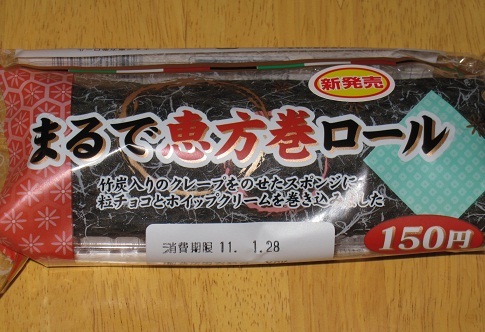 新発売
まるで恵方巻ロール
竹炭入りのクレープをのせたスポンジに
粒チョコとホイップクリームを巻き込みました
150円
消費期限 11. 1.28